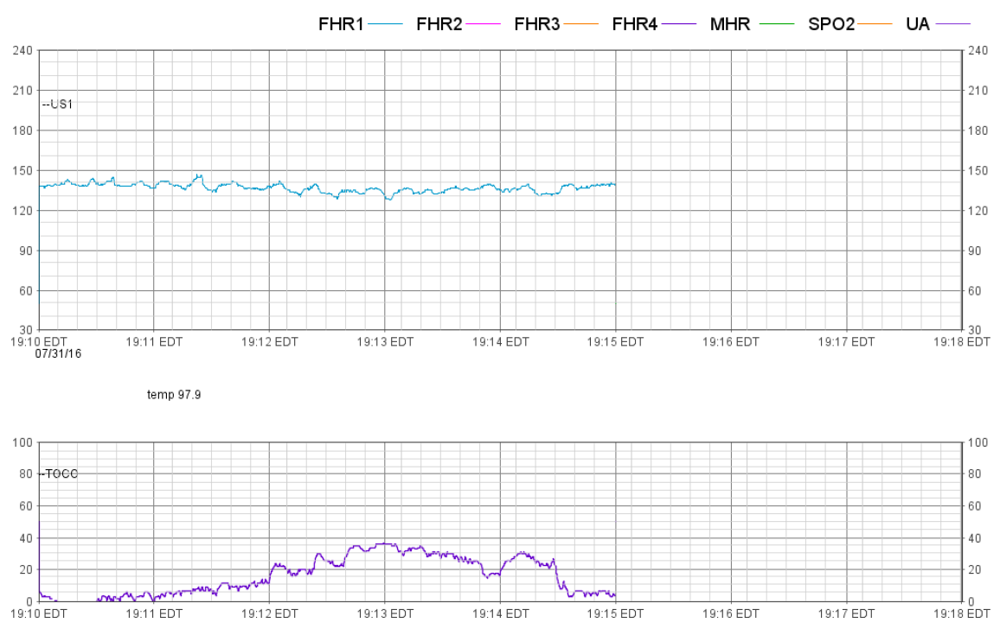 FHR1 FHR2 FHR3 FHR4 MHR SPO2 UA
240 240
210 210
--US1
180 180
150 150
120 120
90 90
60 60
30 30
19:10 EDT 19:11 EDT 19:12 EDT 19:13 EDT 19:14 EDT 19:15 EDT 19:16 EDT 19:17 EDT 19:18 EDT
07/31/16
temp 97.9
100 100
80 --TOCO 80
60 60
40 40
20 20
0 0
19:10 EDT 19:11 EDT 19:12 EDT 19:13 EDT 19:14 EDT 19:15 EDT 19:16 EDT 19:17 EDT 19:18 EDT